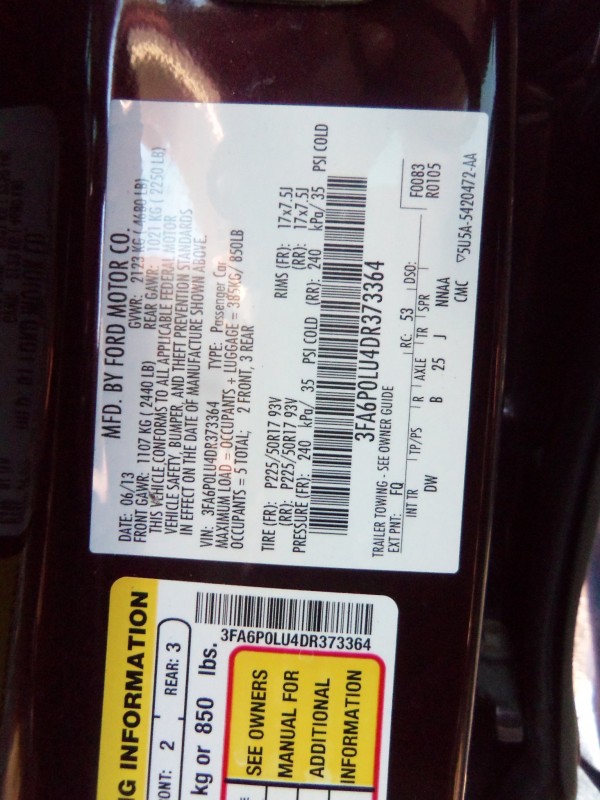 MFD. BY FORD MOTOR CO.
DATE: 06/13 GVWR: 2123 KG ( 4680 LB)
FRONT GAWR: 1107 KG ( 2440 LB) REAR GAWR: 1021 KG ( 2250 LB)
THIS VEHICLE CONFORMS TO ALL APPLICABLE FEDERAL MOTOR
VEHICLE SAFETY, BUMPER, AND THEFT PREVENTION STANDARDS
IN EFFECT ON THE DATE OF MANUFACTURE SHOWN ABOVE.
VIN: 3FA6P0LU4DR373364 TYPE: Passenger Car
MAXIMUM LOAD = OCCUPANTS + LUGGAGE = 385KG/ 850LB
OCCUPANTS = 5 TOTAL; 2 FRONT, 3 REAR
TIRE (FR): P225/50R17 93V RIMS (FR): 17x7.5J
(RR): P225/50R17 93V (RR): 17x7.5J
PRESSURE (FR): 240 kPa/ 35 PSI COLD (RR): 240 kPa/ 35 PSI COLD
3FA6P0LU4DR373364
TRAILER TOWING - SEE OWNER GUIDE
F0083
EXT PNT: FQ RC: 53 DSO: R0105
INT TR TP/PS R AXLE TR SPR
DW B 25 J NNAA
CMC ▽5U5A-5420472-AA
NG INFORMATION
ONT: 2 REAR: 3
kg or 850 lbs.
3FA6P0LU4DR373364
SEE OWNERS
MANUAL FOR
ADDITIONAL
INFORMATION